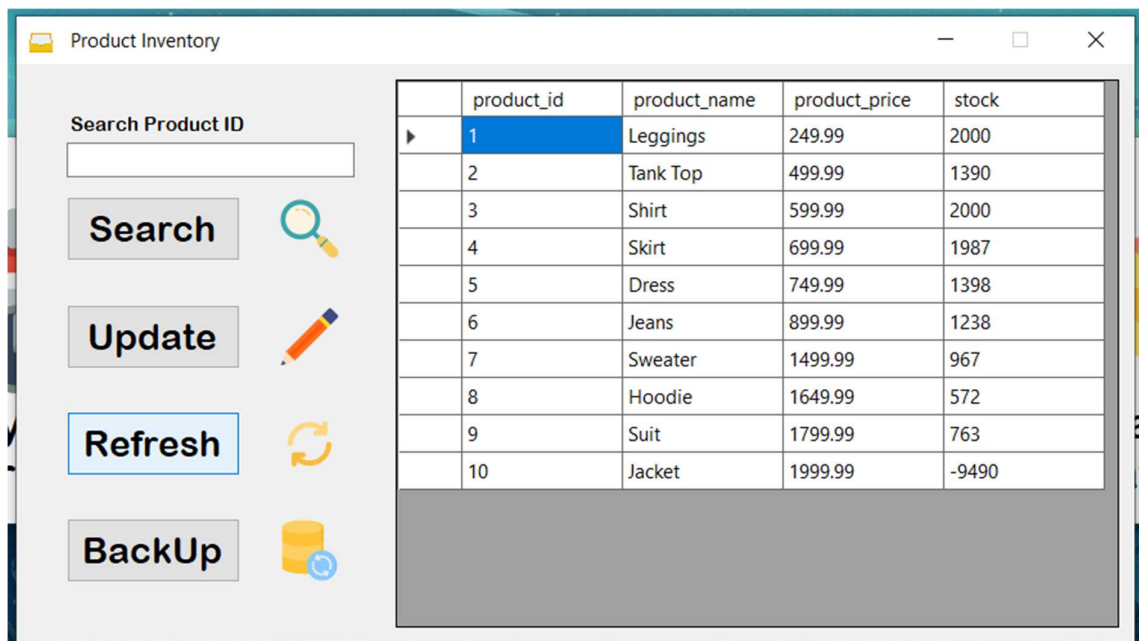 Product Inventory
Search Product ID
Search
Update
Refresh
BackUp
product_id product_name product_price stock
1 Leggings 249.99 2000
2 Tank Top 499.99 1390
3 Shirt 599.99 2000
4 Skirt 699.99 1987
5 Dress 749.99 1398
6 Jeans 899.99 1238
7 Sweater 1499.99 967
8 Hoodie 1649.99 572
9 Suit 1799.99 763
10 Jacket 1999.99 -9490